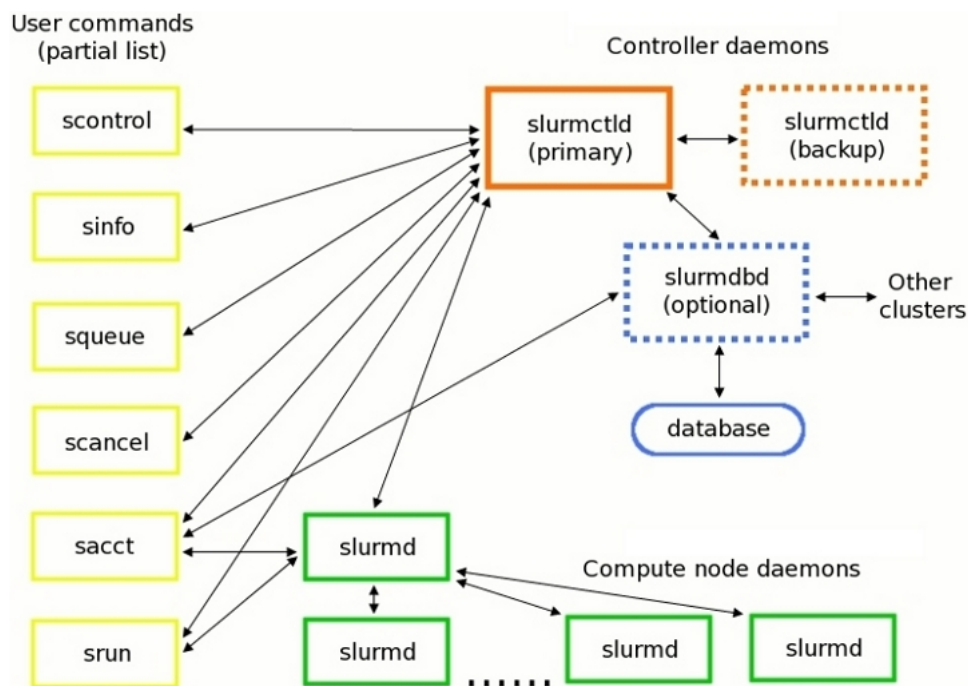 User commands
(partial list)
Controller daemons
scontrol
slurmctld
(primary)
slurmctld
(backup)
sinfo
slurmdbd
(optional)
Other
clusters
squeue
scancel
database
sacct
slurmd
Compute node daemons
srun
slurmd
slurmd
slurmd